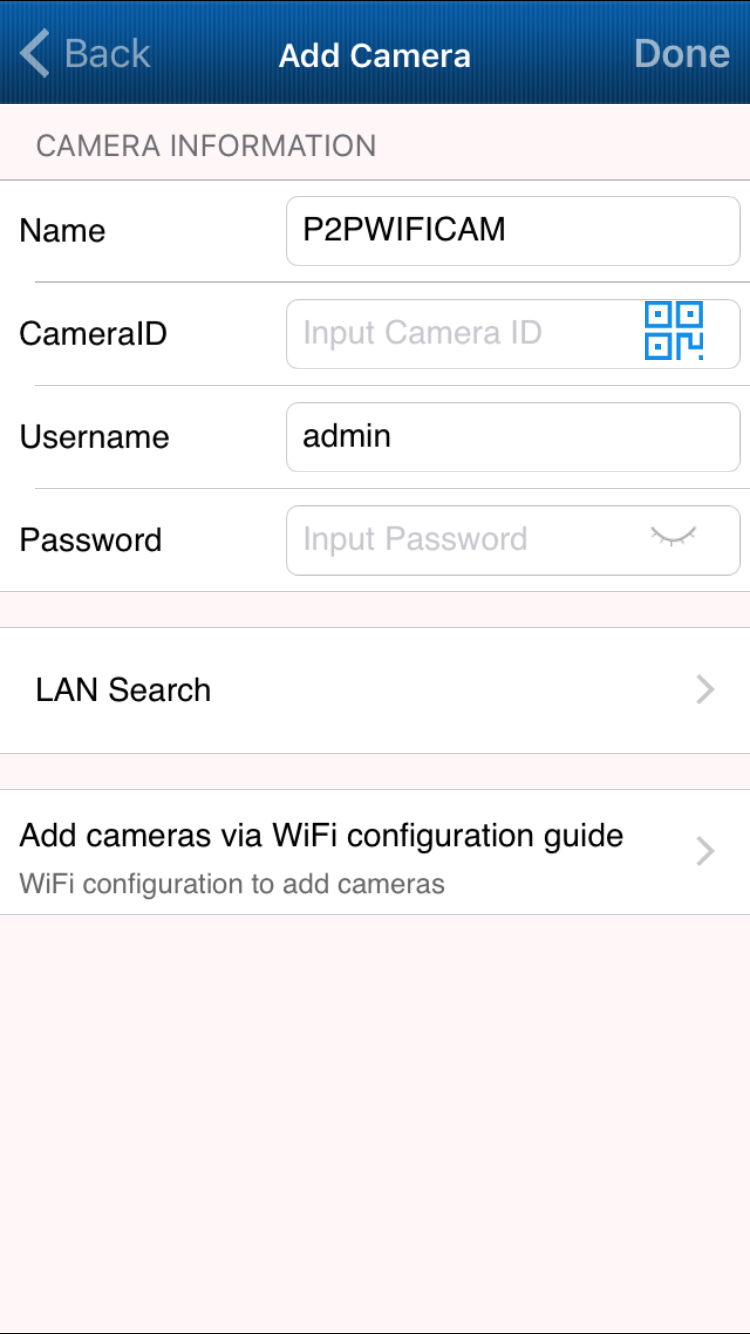 Back Add Camera Done
CAMERA INFORMATION
Name P2PWIFICAM
CameraID Input Camera ID
Username admin
Password Input Password
LAN Search
Add cameras via WiFi configuration guide
WiFi configuration to add cameras